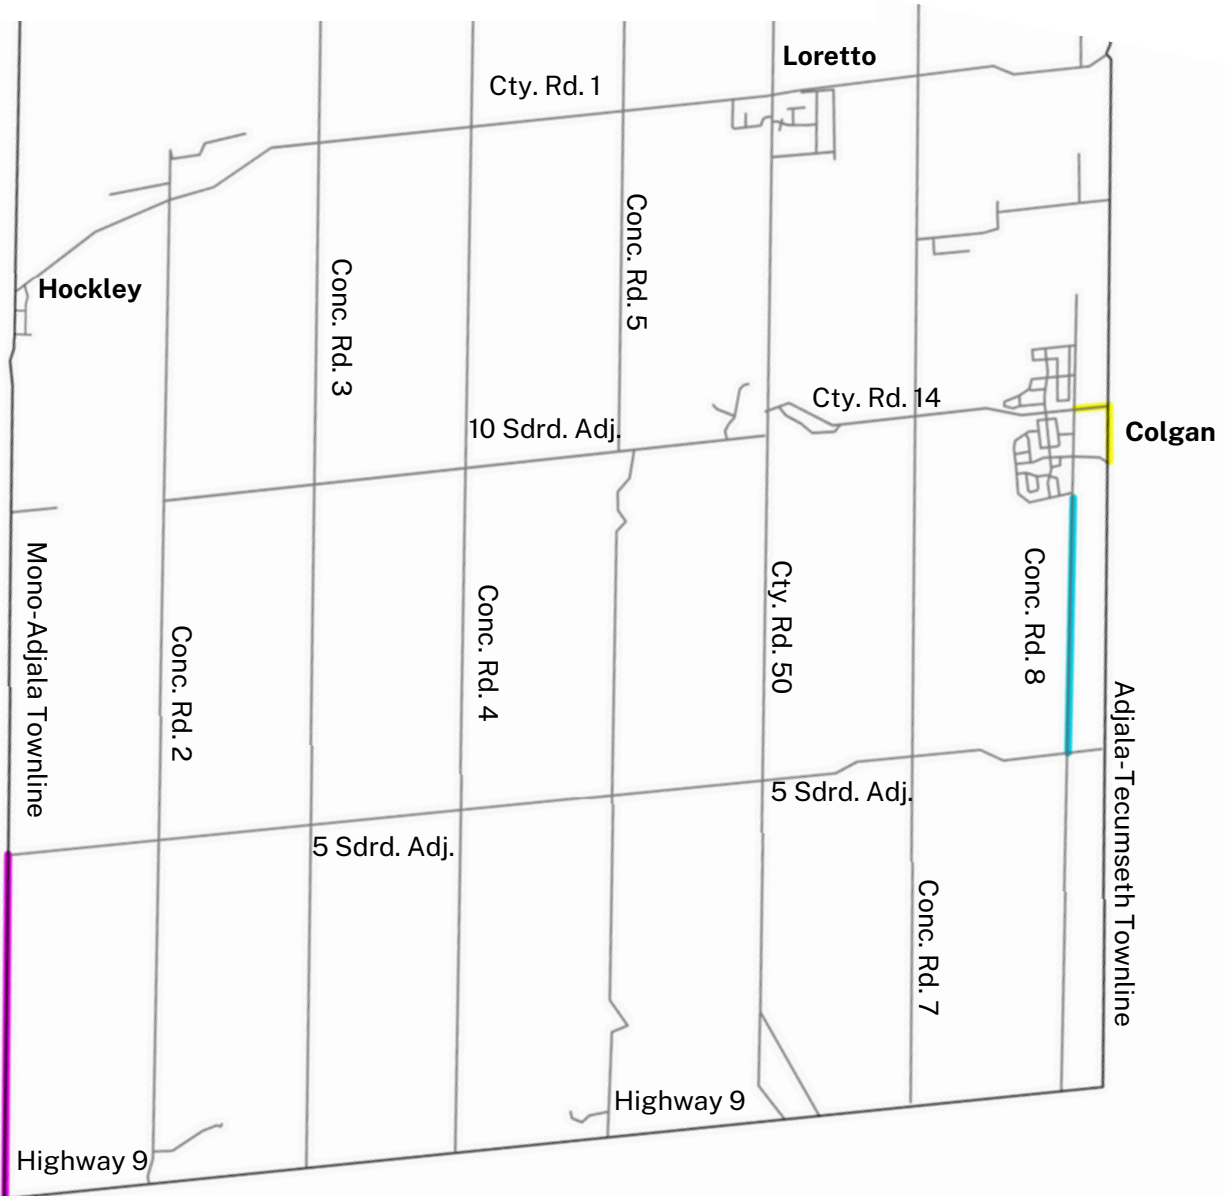 Loretto
Cty. Rd. 1
Conc. Rd. 5
Conc. Rd. 3
Hockley
Cty. Rd. 14
10 Sdrd. Adj.
Colgan
Mono-Adjala Townline
Conc. Rd. 2
Conc. Rd. 4
Cty. Rd. 50
Conc. Rd. 8
Adjala-Tecumseth Townline
5 Sdrd. Adj.
5 Sdrd. Adj.
Conc. Rd. 7
Highway 9
Highway 9